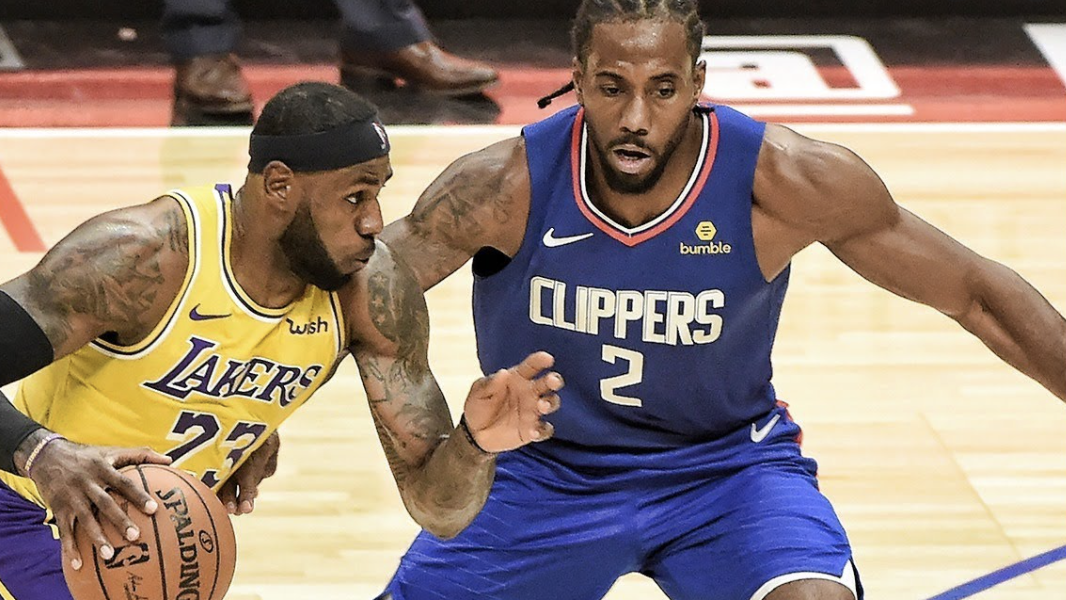 bumble
CLIPPERS
2
wish
LAKERS
23
SPALDING